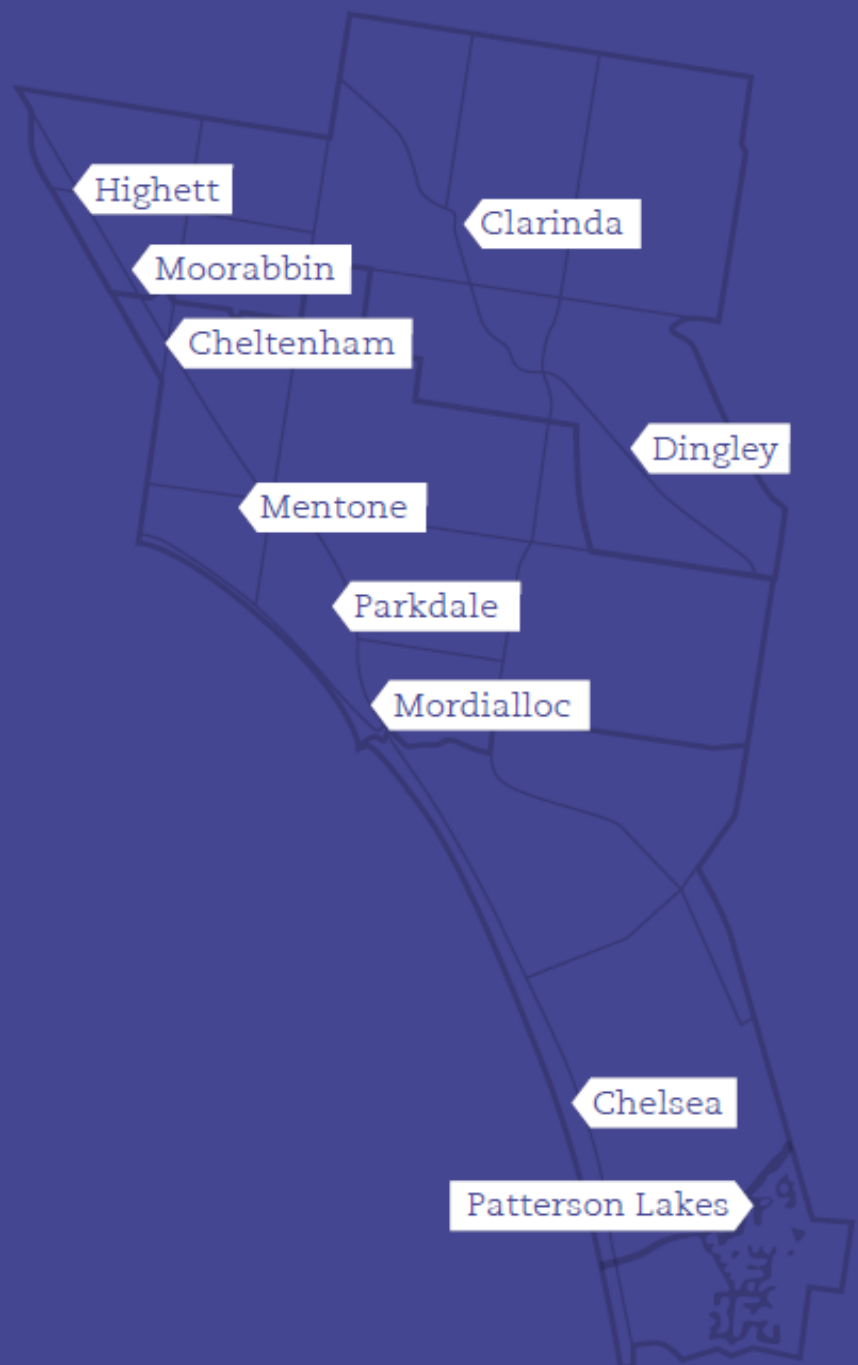 Highett
Clarinda
Moorabbin
Cheltenham
Dingley
Mentone
Parkdale
Mordialloc
Chelsea
Patterson Lakes